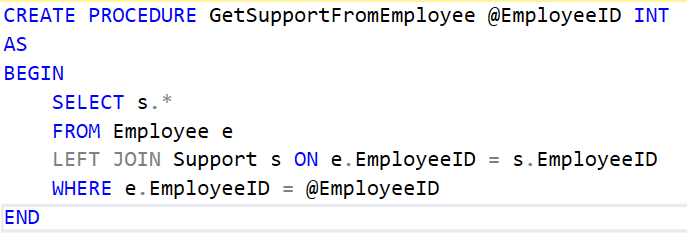 CREATE PROCEDURE GetSupportFromEmployee @EmployeeID INT
AS
BEGIN
    SELECT s.*
    FROM Employee e
    LEFT JOIN Support s ON e.EmployeeID = s.EmployeeID
    WHERE e.EmployeeID = @EmployeeID
END